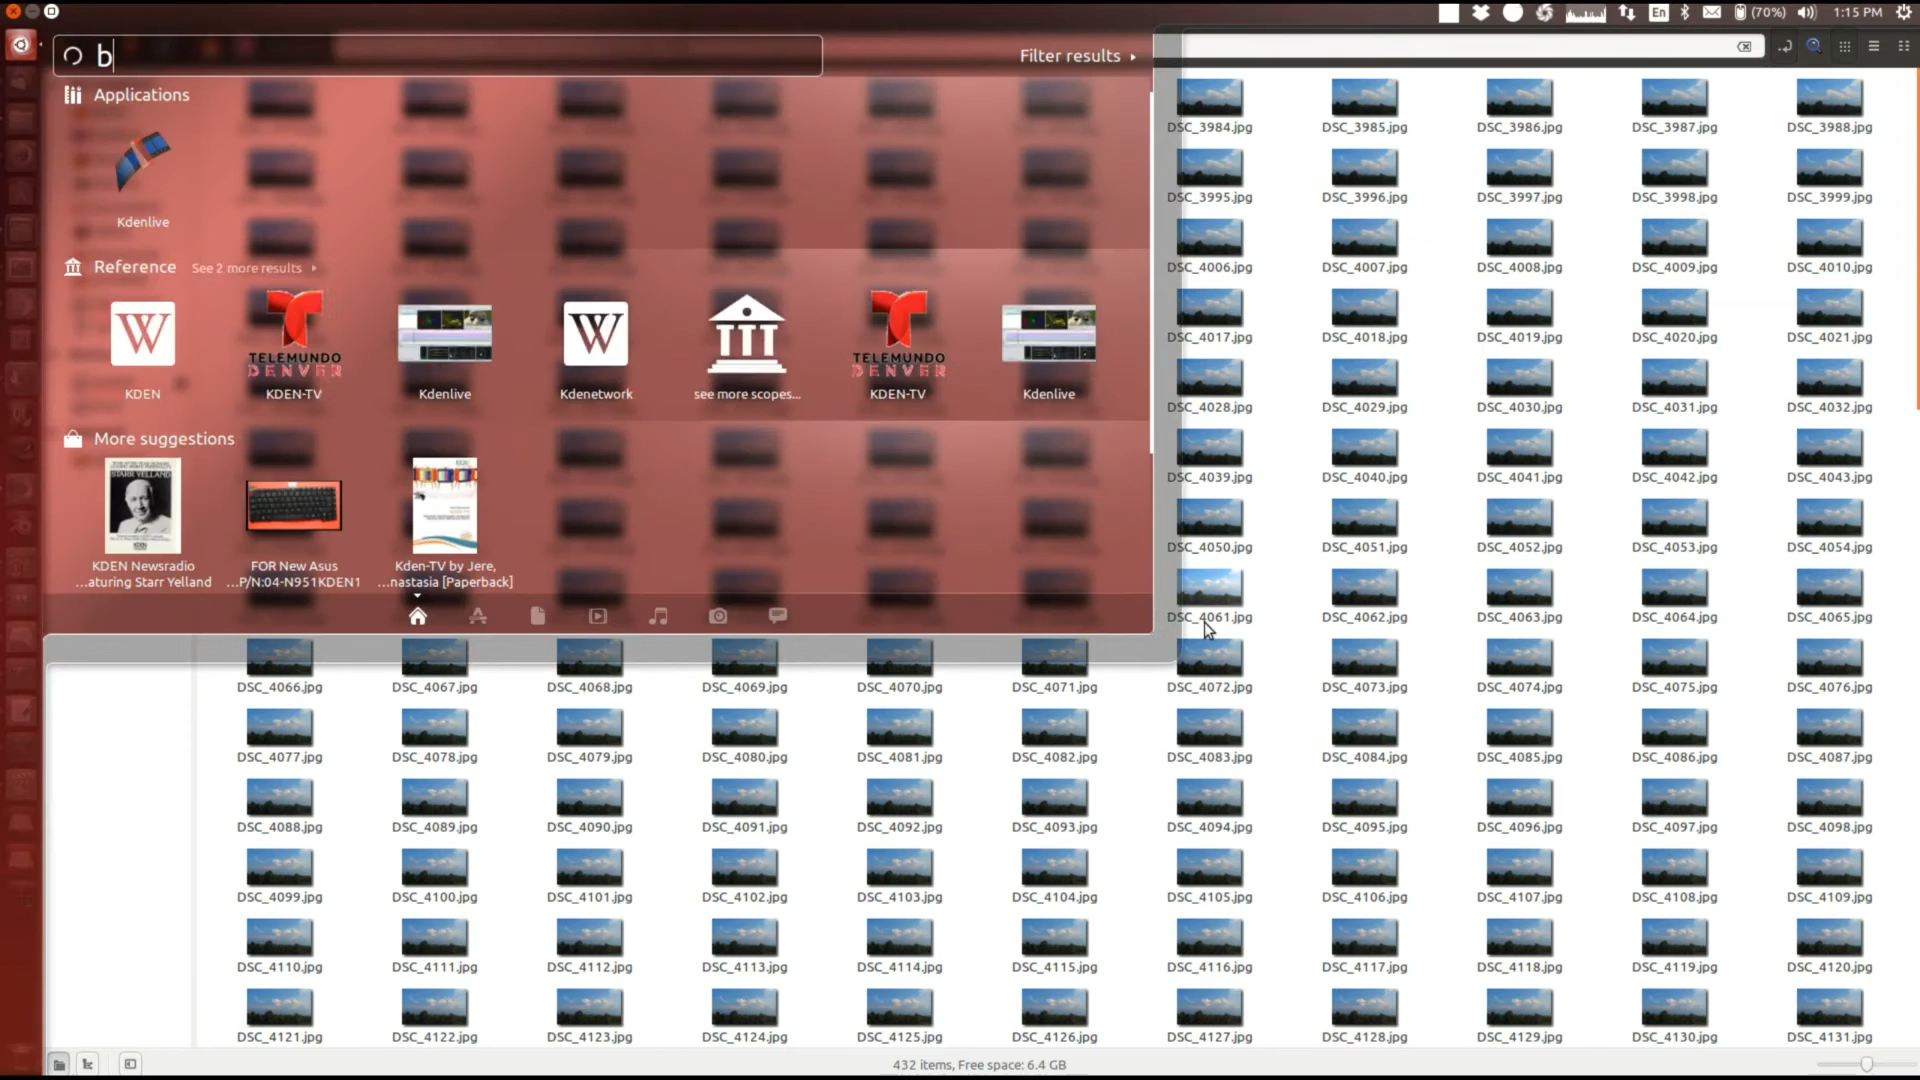 En
(70%)
1:15 PM
b
Filter results
Applications
Kdenlive
Reference See 2 more results
TELEMUNDO
DENVER
TELEMUNDO
DENVER
KDEN KDEN-TV Kdenlive Kdenetwork see more scopes... KDEN-TV Kdenlive
More suggestions
STARR YELLAND
KDEN Newsradio
...aturing Starr Yelland
FOR New Asus
...P/N:04-N951KDEN1
Kden-TV by Jere,
...nastasia [Paperback]
DSC_3984.jpg DSC_3985.jpg DSC_3986.jpg DSC_3987.jpg DSC_3988.jpg
DSC_3995.jpg DSC_3996.jpg DSC_3997.jpg DSC_3998.jpg DSC_3999.jpg
DSC_4006.jpg DSC_4007.jpg DSC_4008.jpg DSC_4009.jpg DSC_4010.jpg
DSC_4017.jpg DSC_4018.jpg DSC_4019.jpg DSC_4020.jpg DSC_4021.jpg
DSC_4028.jpg DSC_4029.jpg DSC_4030.jpg DSC_4031.jpg DSC_4032.jpg
DSC_4039.jpg DSC_4040.jpg DSC_4041.jpg DSC_4042.jpg DSC_4043.jpg
DSC_4050.jpg DSC_4051.jpg DSC_4052.jpg DSC_4053.jpg DSC_4054.jpg
DSC_4061.jpg DSC_4062.jpg DSC_4063.jpg DSC_4064.jpg DSC_4065.jpg
DSC_4066.jpg DSC_4067.jpg DSC_4068.jpg DSC_4069.jpg DSC_4070.jpg DSC_4071.jpg DSC_4072.jpg DSC_4073.jpg DSC_4074.jpg DSC_4075.jpg DSC_4076.jpg
DSC_4077.jpg DSC_4078.jpg DSC_4079.jpg DSC_4080.jpg DSC_4081.jpg DSC_4082.jpg DSC_4083.jpg DSC_4084.jpg DSC_4085.jpg DSC_4086.jpg DSC_4087.jpg
DSC_4088.jpg DSC_4089.jpg DSC_4090.jpg DSC_4091.jpg DSC_4092.jpg DSC_4093.jpg DSC_4094.jpg DSC_4095.jpg DSC_4096.jpg DSC_4097.jpg DSC_4098.jpg
DSC_4099.jpg DSC_4100.jpg DSC_4101.jpg DSC_4102.jpg DSC_4103.jpg DSC_4104.jpg DSC_4105.jpg DSC_4106.jpg DSC_4107.jpg DSC_4108.jpg DSC_4109.jpg
DSC_4110.jpg DSC_4111.jpg DSC_4112.jpg DSC_4113.jpg DSC_4114.jpg DSC_4115.jpg DSC_4116.jpg DSC_4117.jpg DSC_4118.jpg DSC_4119.jpg DSC_4120.jpg
DSC_4121.jpg DSC_4122.jpg DSC_4123.jpg DSC_4124.jpg DSC_4125.jpg DSC_4126.jpg DSC_4127.jpg DSC_4128.jpg DSC_4129.jpg DSC_4130.jpg DSC_4131.jpg
432 items, Free space: 6.4 GB